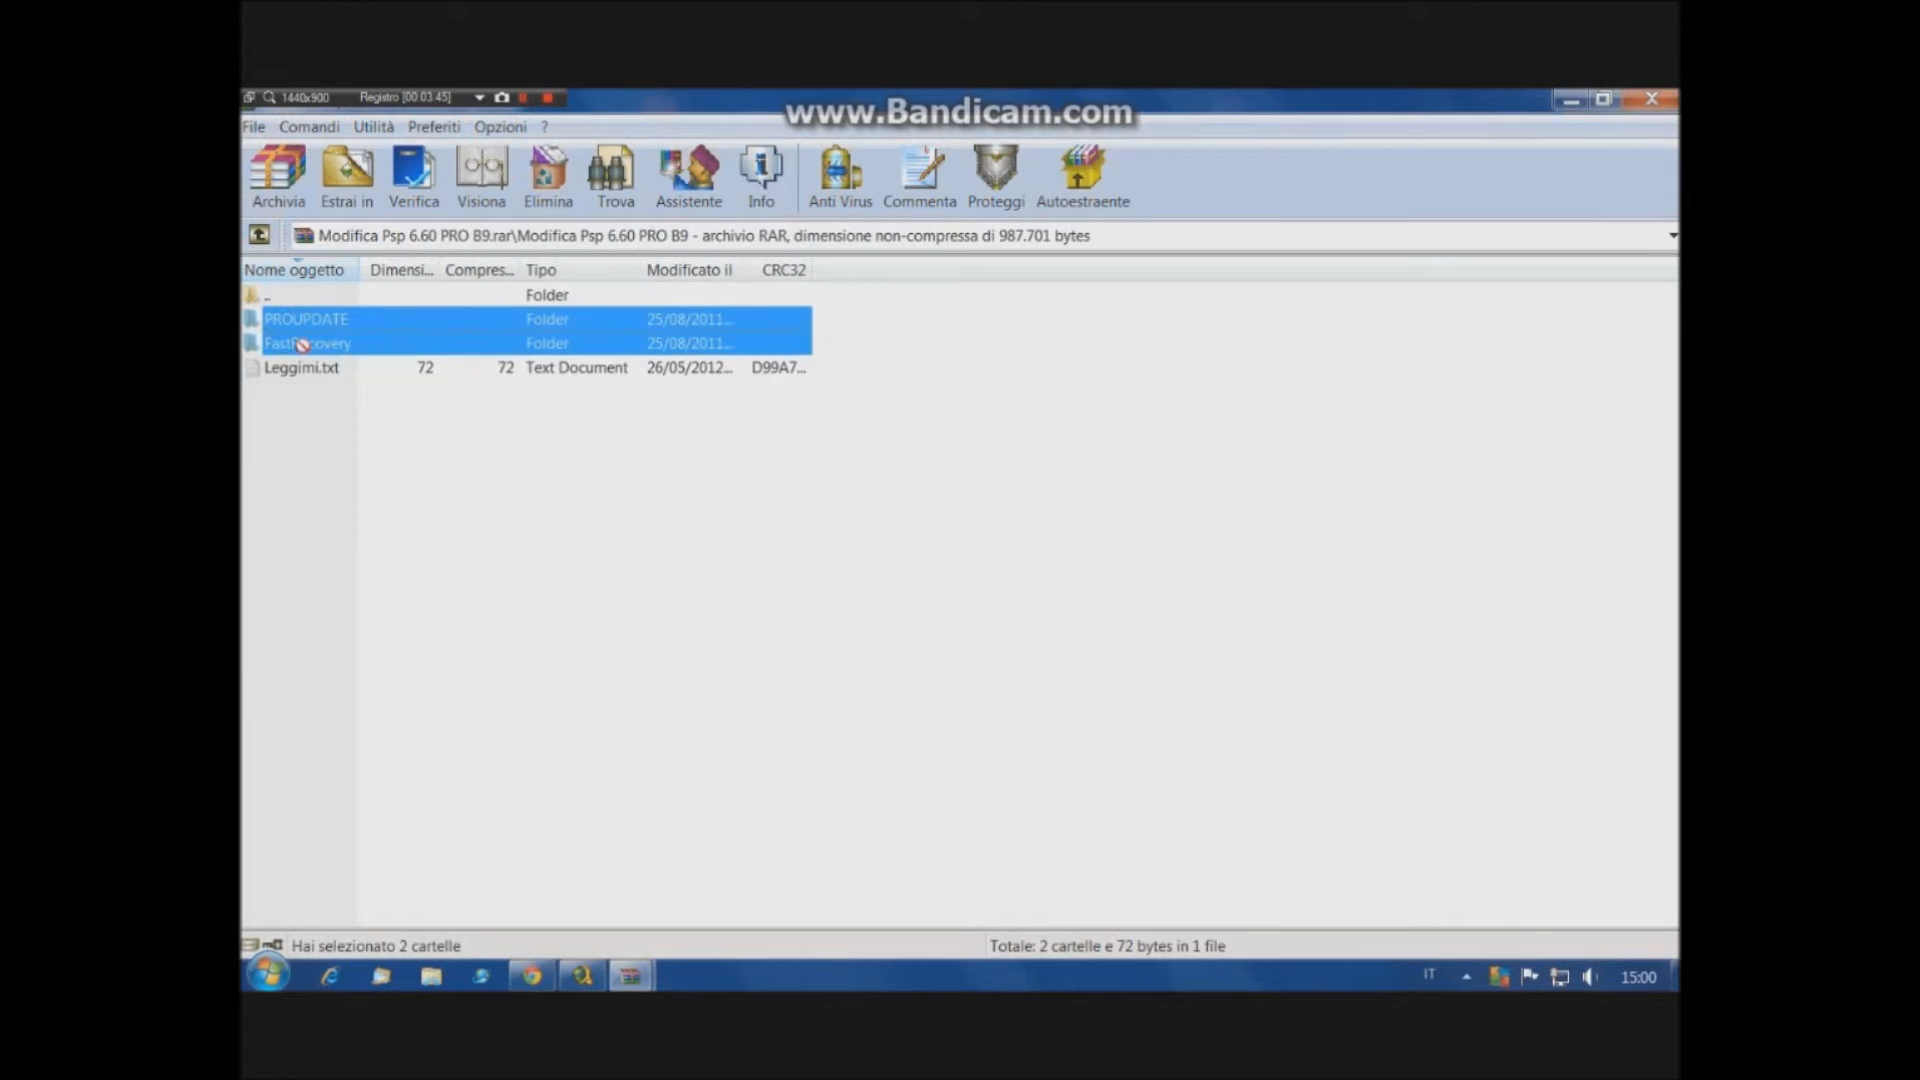 1440x900 Registro [00:03:45]
www.Bandicam.com
File Comandi Utilità Preferiti Opzioni ?
Archivia Estrai in Verifica Visiona Elimina Trova Assistente Info Anti Virus Commenta Proteggi Autoestraente
Modifica Psp 6.60 PRO B9.rar\Modifica Psp 6.60 PRO B9 - archivio RAR, dimensione non-compressa di 987.701 bytes
Nome oggetto Dimensi... Compres... Tipo Modificato il CRC32
.. Folder
PROUPDATE Folder 25/08/2011...
FastRecovery Folder 25/08/2011...
Leggimi.txt 72 72 Text Document 26/05/2012... D99A7...
Hai selezionato 2 cartelle Totale: 2 cartelle e 72 bytes in 1 file
IT 15:00